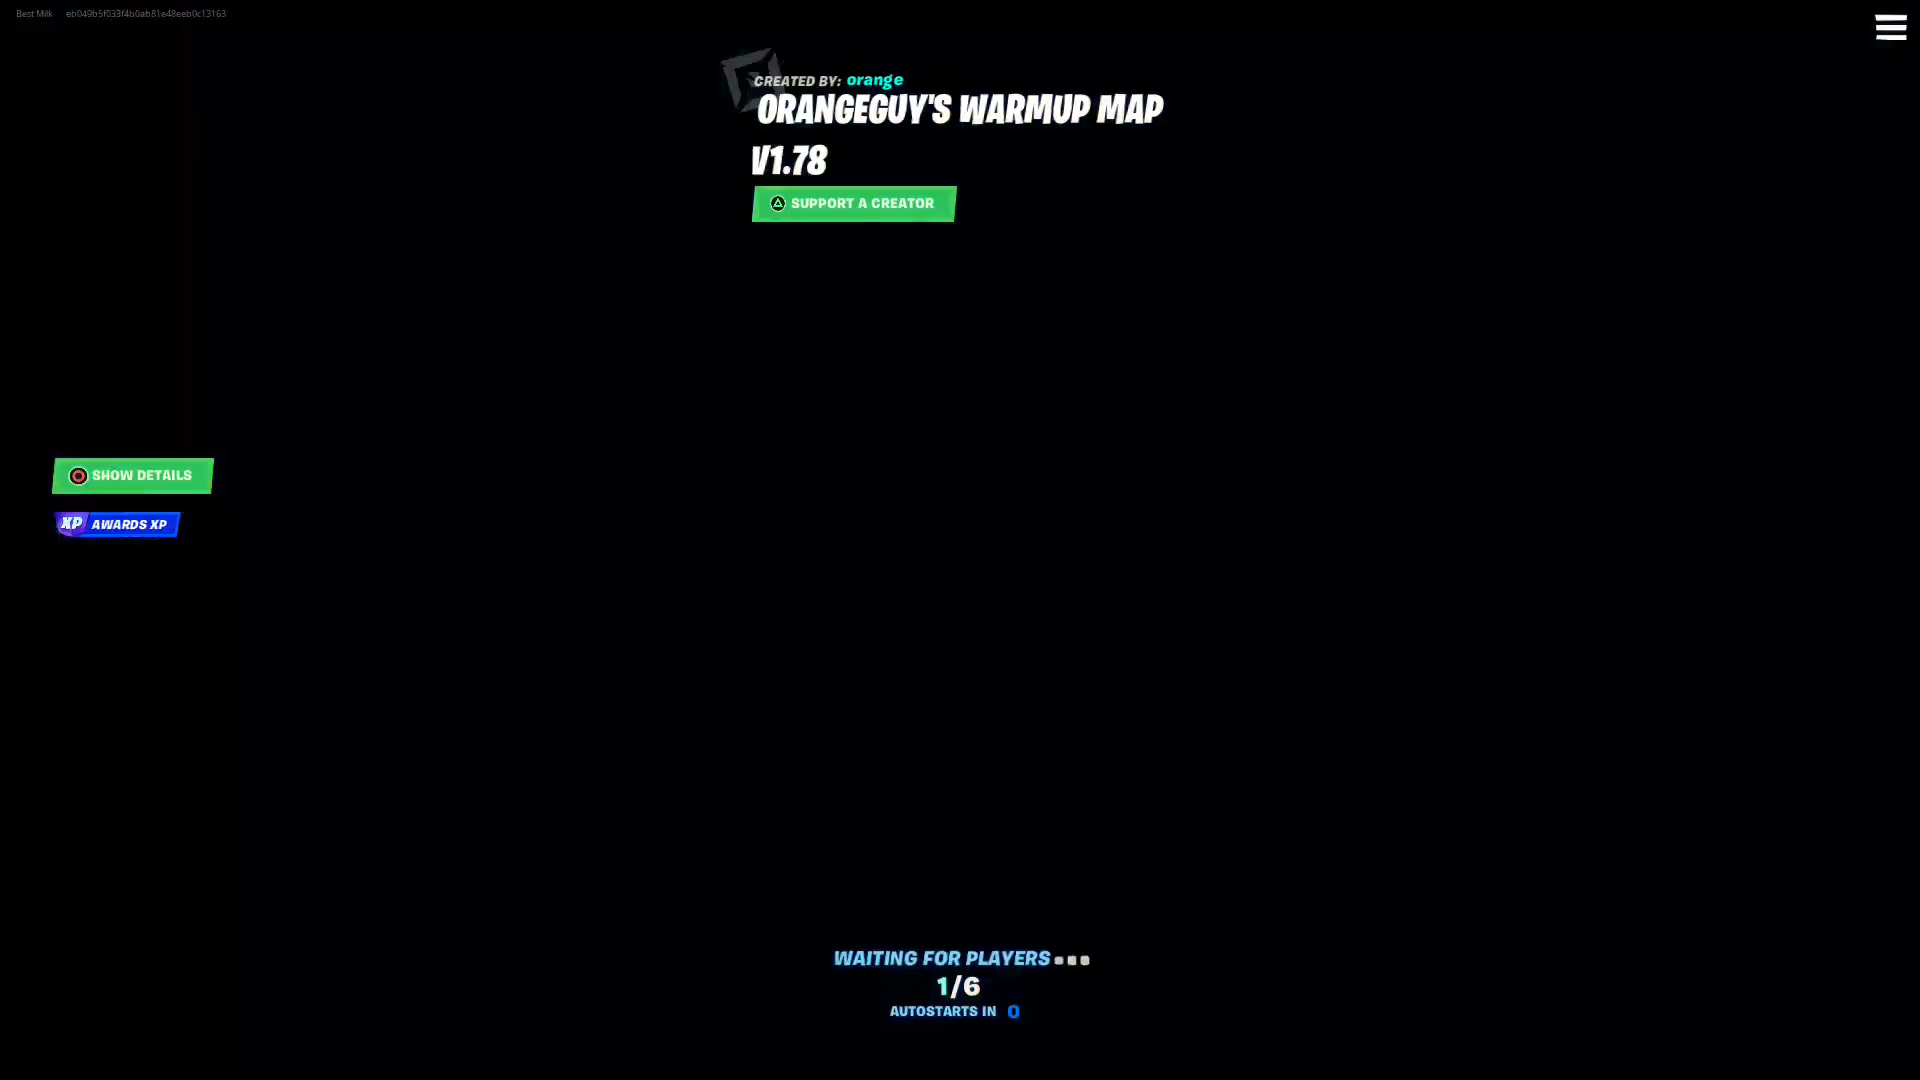 Best Milk eb049b5f033f4b0ab81e48eeb0c13163
CREATED BY: orange
ORANGEGUY'S WARMUP MAP
V1.78
SUPPORT A CREATOR
SHOW DETAILS
XP AWARDS XP
WAITING FOR PLAYERS...
1/6
AUTOSTARTS IN 0